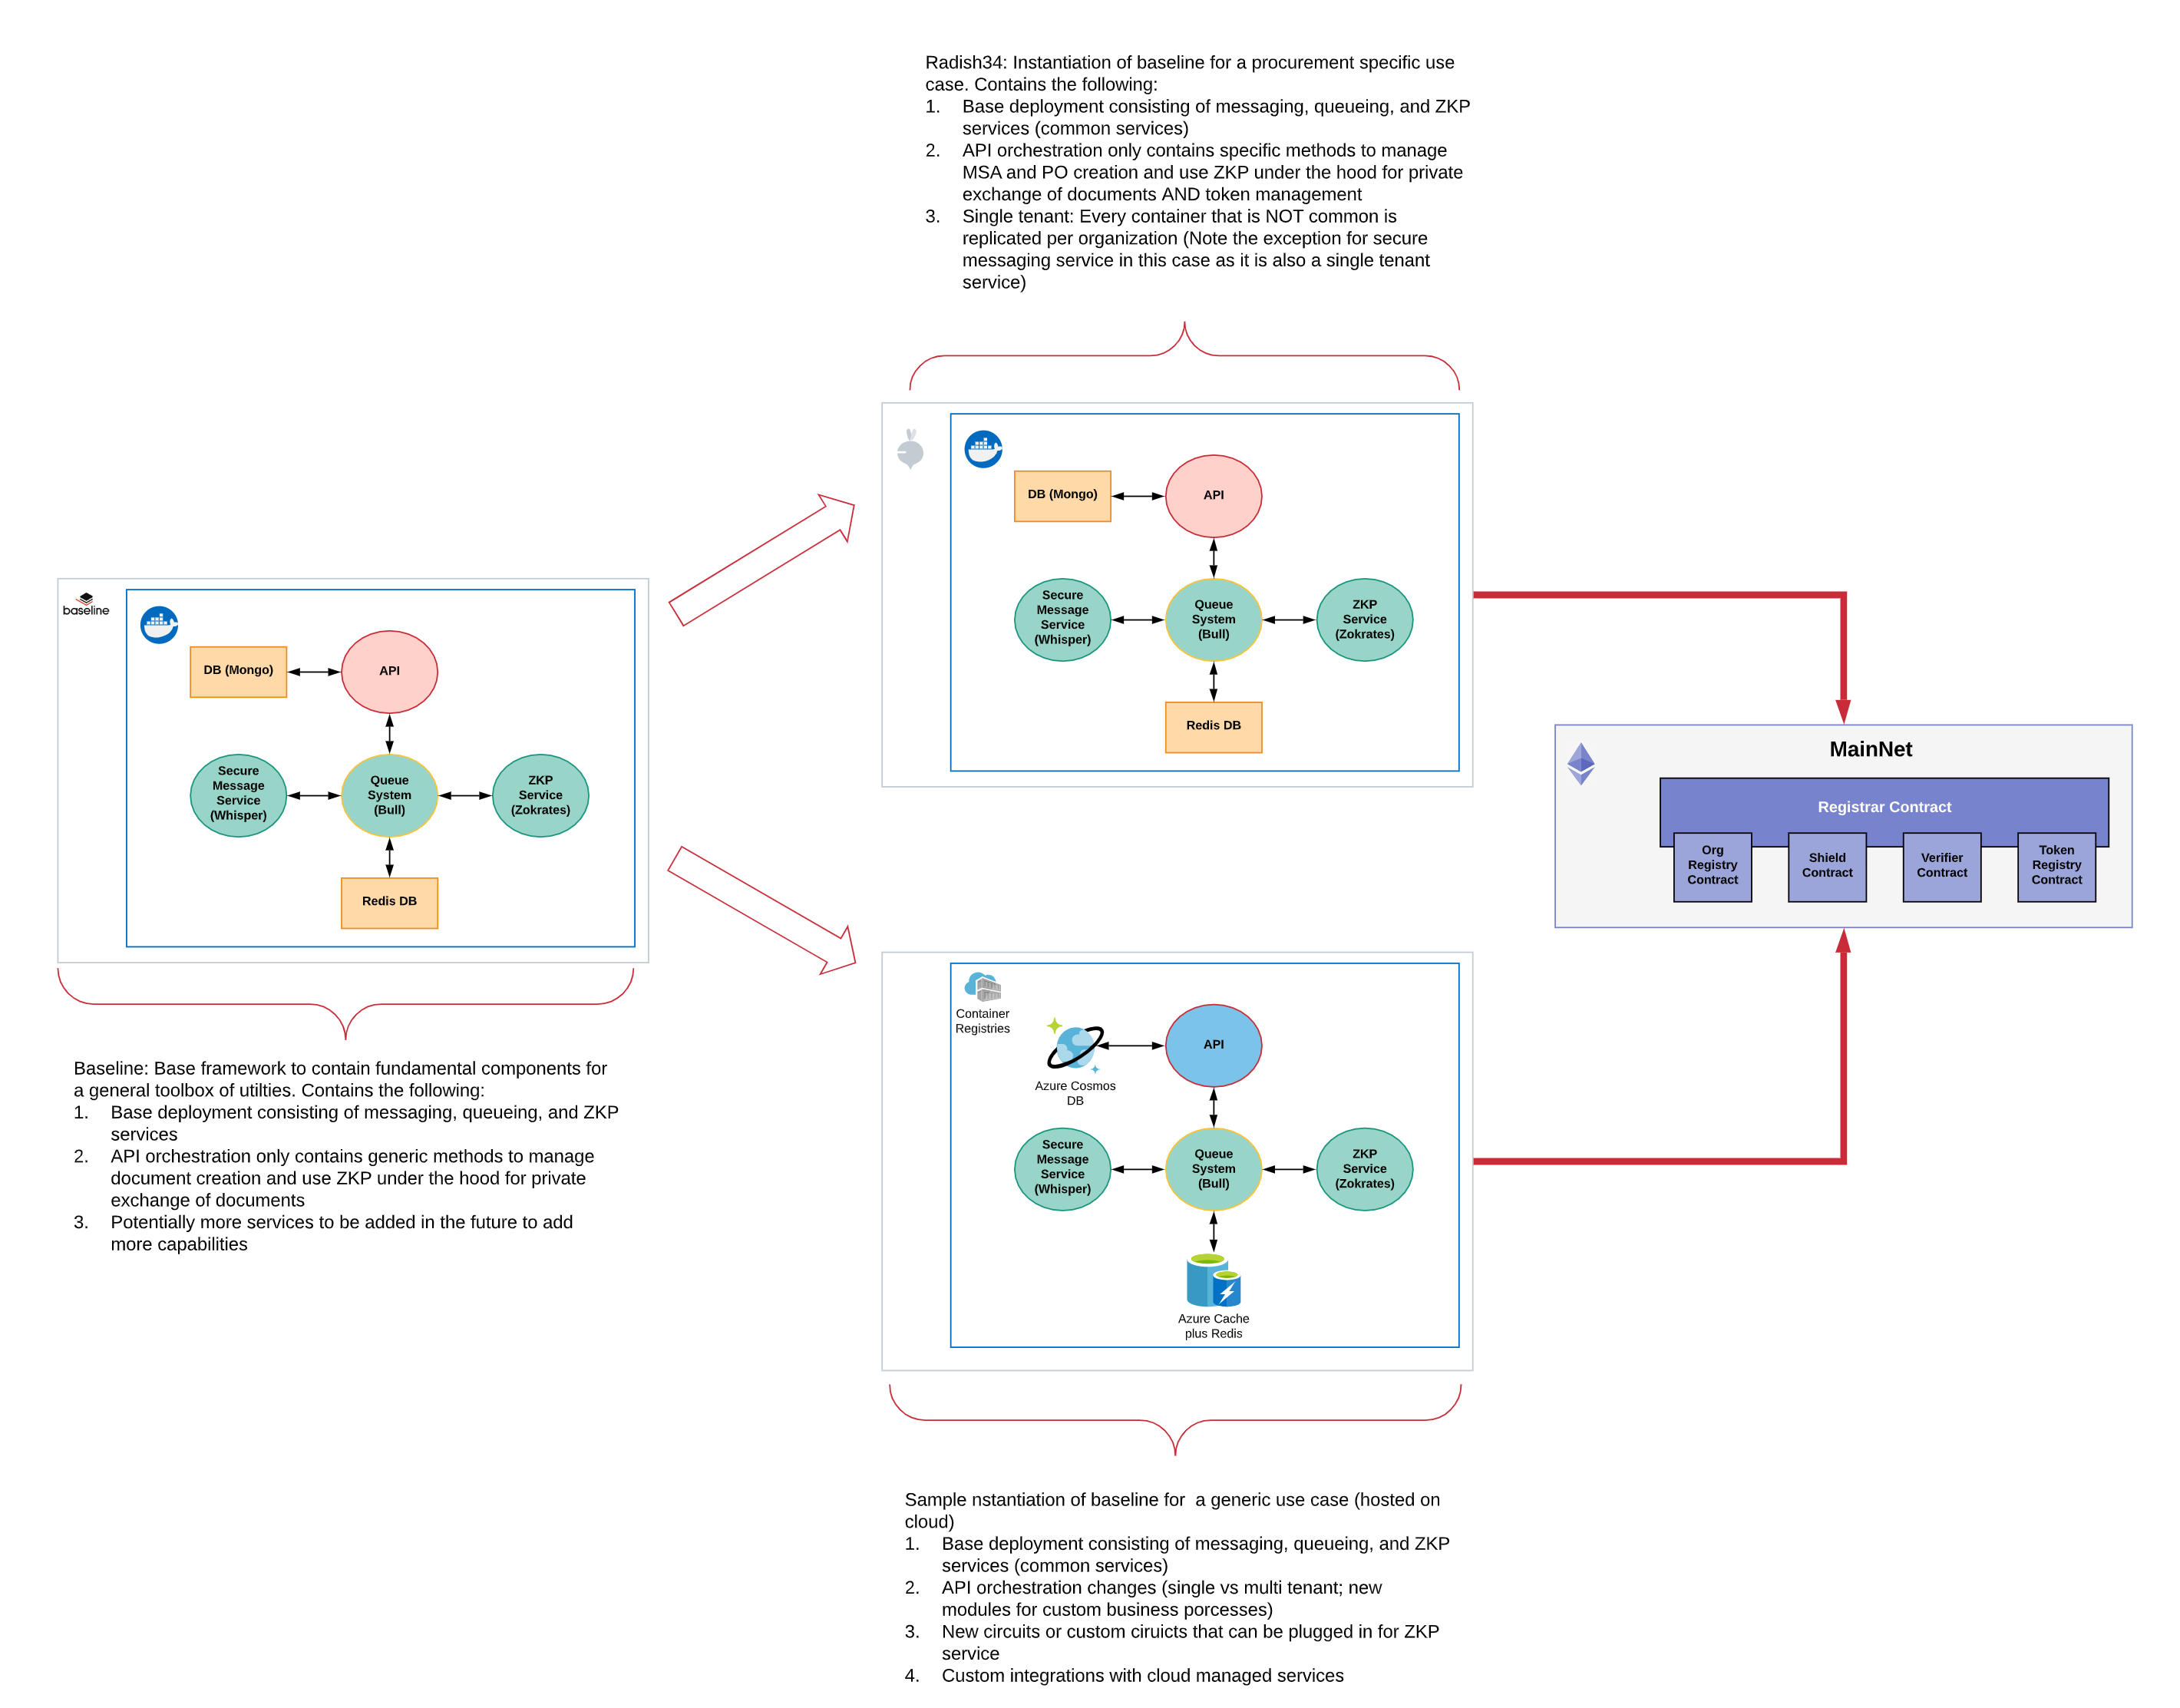 Radish34: Instantiation of baseline for a procurement specific use
case. Contains the following:
1. Base deployment consisting of messaging, queueing, and ZKP
services (common services)
2. API orchestration only contains specific methods to manage
MSA and PO creation and use ZKP under the hood for private
exchange of documents AND token management
3. Single tenant: Every container that is NOT common is
replicated per organization (Note the exception for secure
messaging service in this case as it is also a single tenant
service)
DB (Mongo)
API
Secure
Message
Service
(Whisper)
Queue
System
(Bull)
ZKP
Service
(Zokrates)
Redis DB
baseline
DB (Mongo)
API
Secure
Message
Service
(Whisper)
Queue
System
(Bull)
ZKP
Service
(Zokrates)
Redis DB
Baseline: Base framework to contain fundamental components for
a general toolbox of utilties. Contains the following:
1. Base deployment consisting of messaging, queueing, and ZKP
services
2. API orchestration only contains generic methods to manage
document creation and use ZKP under the hood for private
exchange of documents
3. Potentially more services to be added in the future to add
more capabilities
MainNet
Registrar Contract
Org
Registry
Contract
Shield
Contract
Verifier
Contract
Token
Registry
Contract
Container
Registries
Azure Cosmos
DB
API
Secure
Message
Service
(Whisper)
Queue
System
(Bull)
ZKP
Service
(Zokrates)
Azure Cache
plus Redis
Sample nstantiation of baseline for  a generic use case (hosted on
cloud)
1. Base deployment consisting of messaging, queueing, and ZKP
services (common services)
2. API orchestration changes (single vs multi tenant; new
modules for custom business porcesses)
3. New circuits or custom ciruicts that can be plugged in for ZKP
service
4. Custom integrations with cloud managed services